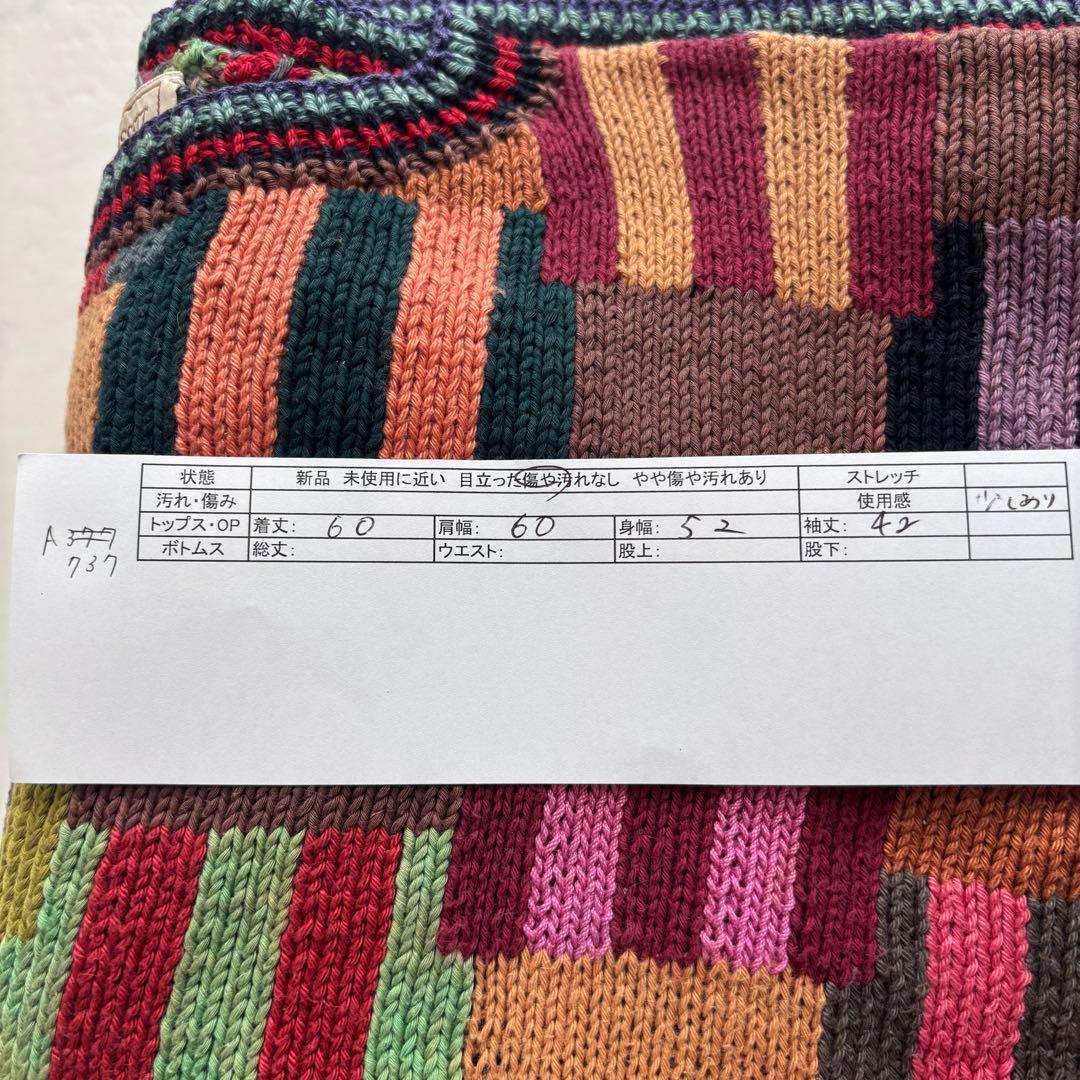 状態 新品 未使用に近い 目立った傷や汚れなし やや傷や汚れあり ストレッチ
汚れ・傷み 使用感 少しあり
トップス・OP 着丈: 60 肩幅: 60 身幅: 52 袖丈: 42
ボトムス 総丈: ウエスト: 股上: 股下:
A 377
737